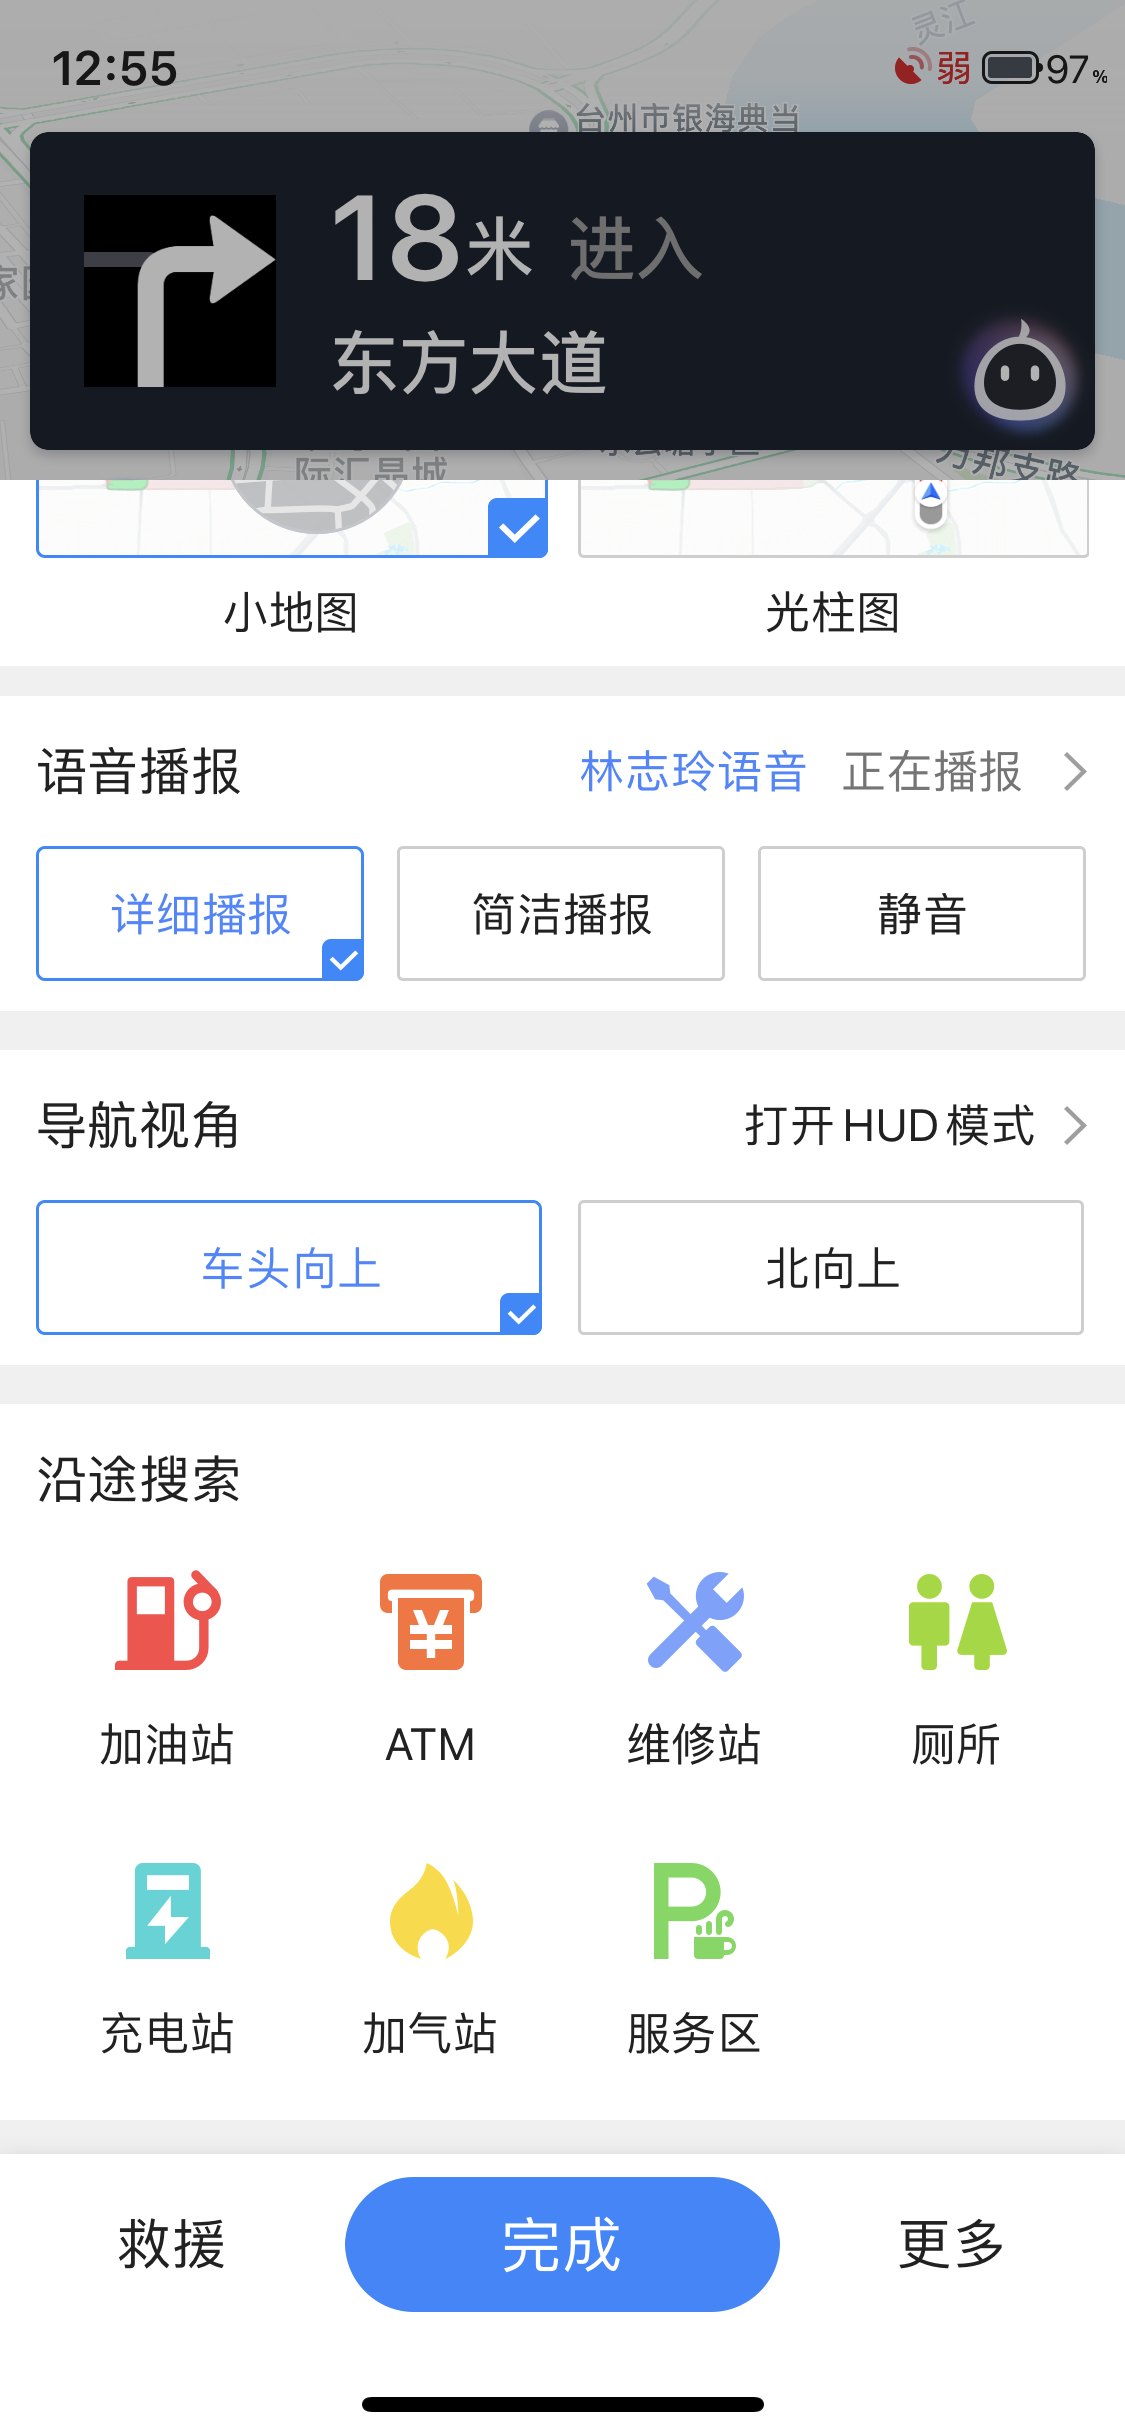 灵江
12:55
弱
97%
台州市银海典当
18米 进入
东方大道
际汇晶城
万邦支路
小地图
光柱图
语音播报
林志玲语音 正在播报
详细播报
简洁播报
静音
导航视角
打开HUD模式
车头向上
北向上
沿途搜索
加油站
ATM
维修站
厕所
充电站
加气站
服务区
救援
完成
更多